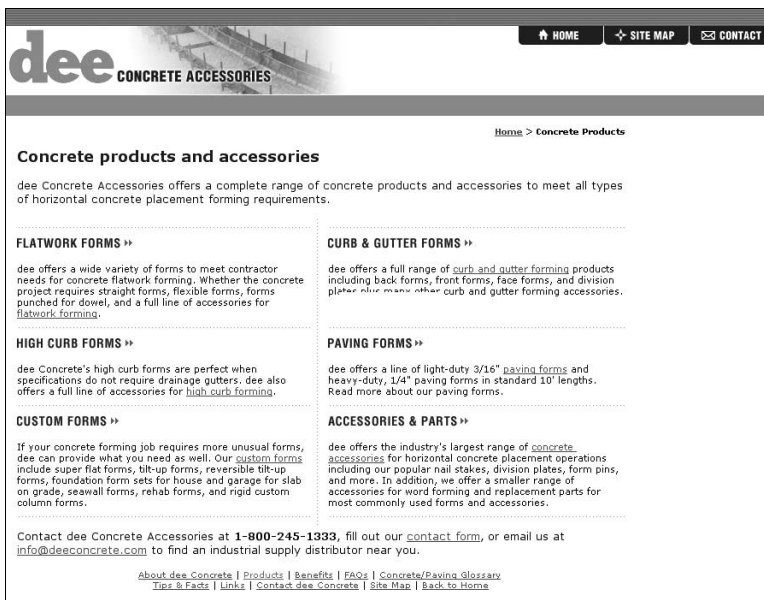 HOME SITE MAP CONTACT
dee CONCRETE ACCESSORIES
Home > Concrete Products
Concrete products and accessories
dee Concrete Accessories offers a complete range of concrete products and accessories to meet all types
of horizontal concrete placement forming requirements.
FLATWORK FORMS
dee offers a wide variety of forms to meet contractor
needs for concrete flatwork forming. Whether the concrete
project requires straight forms, flexible forms, forms
punched for dowel, and a full line of accessories for
flatwork forming.
CURB & GUTTER FORMS
dee offers a full range of curb and gutter forming products
including back forms, front forms, face forms, and division
plates plus many other curb and gutter forming accessories.
HIGH CURB FORMS
dee Concrete's high curb forms are perfect when
specifications do not require drainage gutters. dee also
offers a full line of accessories for high curb forming.
PAVING FORMS
dee offers a line of light-duty 3/16" paving forms and
heavy-duty, 1/4" paving forms in standard 10' lengths.
Read more about our paving forms.
CUSTOM FORMS
If your concrete forming job requires more unusual forms,
dee can provide what you need as well. Our custom forms
include super flat forms, tilt-up forms, reversible tilt-up
forms, foundation form sets for house and garage for slab
on grade, seawall forms, rehab forms, and rigid custom
column forms.
ACCESSORIES & PARTS
dee offers the industry's largest range of concrete
accessories for horizontal concrete placement operations
including our popular nail stakes, division plates, form pins,
and more. In addition, we offer a smaller range of
accessories for word forming and replacement parts for
most commonly used forms and accessories.
Contact dee Concrete Accessories at 1-800-245-
1333, fill out our contact form, or email us at
info@deeconcrete.com to find an industrial supply
distributor near you.
About dee Concrete | Products | Benefits | FAQs | Concrete/Paving Glossary
Tips & Facts | Links | Contact dee Concrete | Site Map | Back to Home